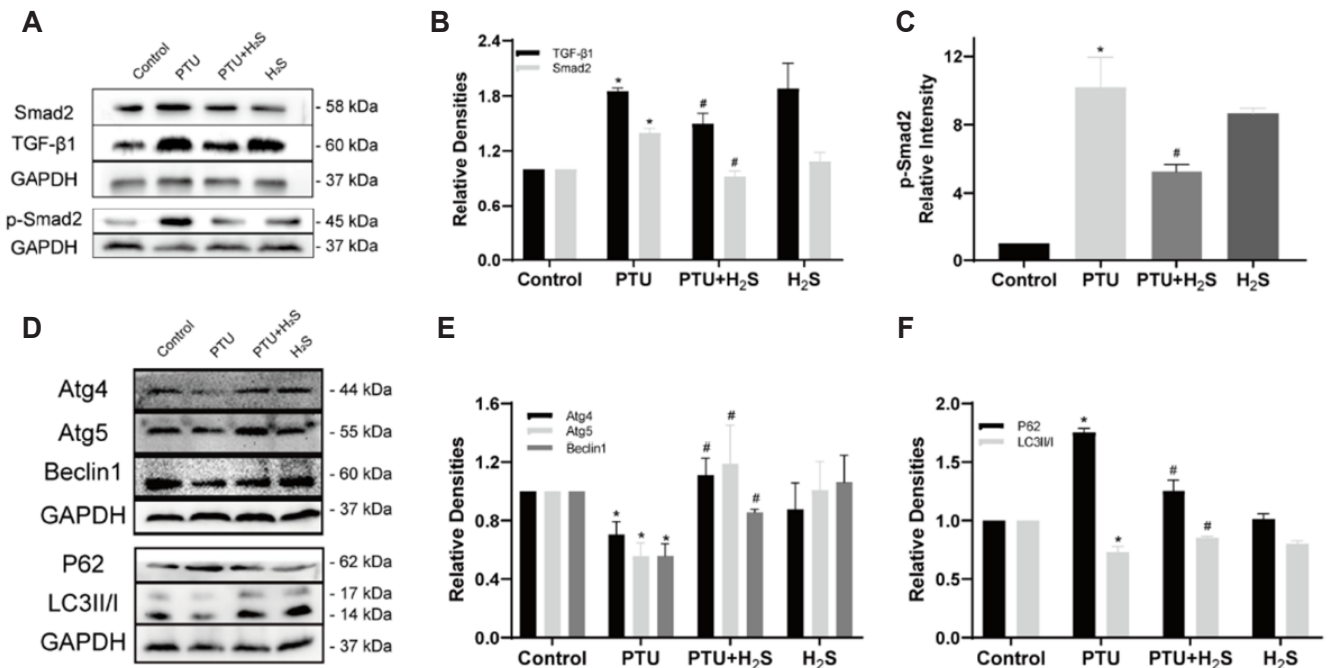 A
Control PTU PTU+H₂S H₂S
Smad2 - 58 kDa
TGF-β1 - 60 kDa
GAPDH - 37 kDa
p-Smad2 - 45 kDa
GAPDH - 37 kDa
B
2.4
1.8
1.2
0.6
0.0
Relative Densities
TGF-β1
Smad2
* * # #
Control PTU PTU+H₂S H₂S
C
12
8
4
0
p-Smad2
Relative Intensity
* #
Control PTU PTU+H₂S H₂S
D
Control PTU PTU+H₂S H₂S
Atg4 - 44 kDa
Atg5 - 55 kDa
Beclin1 - 60 kDa
GAPDH - 37 kDa
P62 - 62 kDa
LC3II/I - 17 kDa
- 14 kDa
GAPDH - 37 kDa
E
1.6
1.2
0.8
0.4
0.0
Relative Densities
Atg4
Atg5
Beclin1
* * * # # #
Control PTU PTU+H₂S H₂S
F
2.0
1.5
1.0
0.5
0.0
Relative Densities
P62
LC3II/I
* * # #
Control PTU PTU+H₂S H₂S